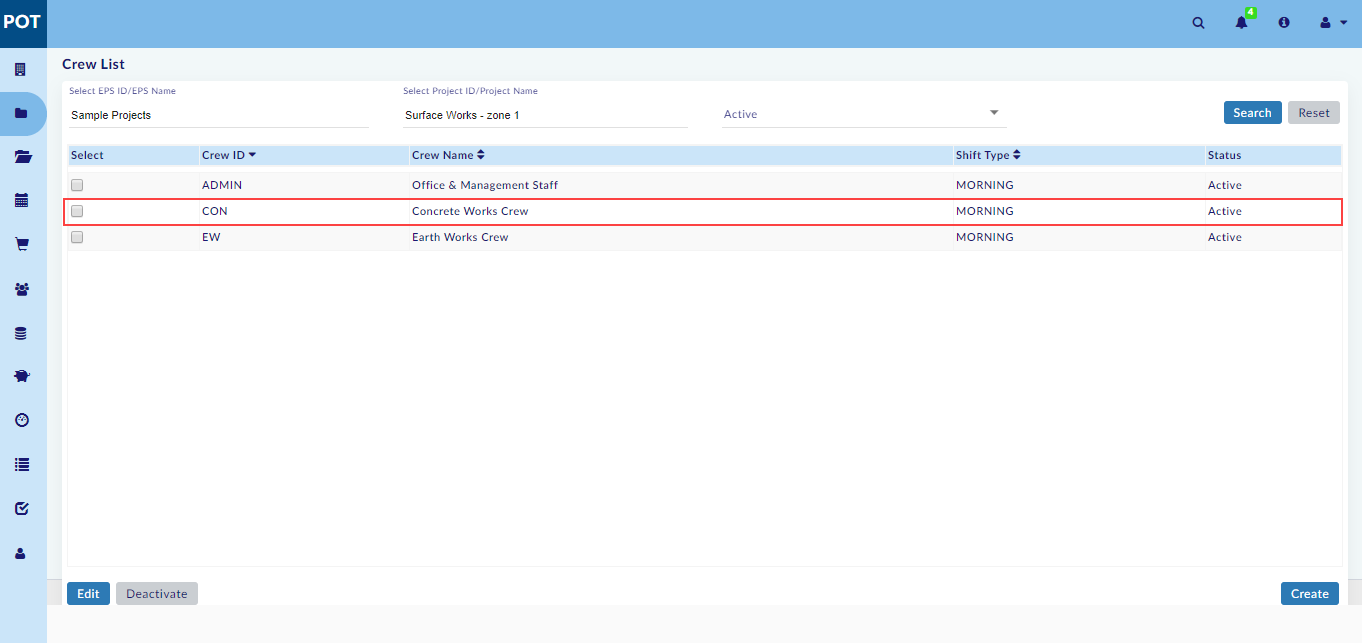 POT
4
Crew List
Select EPS ID/EPS Name Select Project ID/Project Name
Sample Projects Surface Works - zone 1 Active Search Reset
Select Crew ID Crew Name Shift Type Status
ADMIN Office & Management Staff MORNING Active
CON Concrete Works Crew MORNING Active
EW Earth Works Crew MORNING Active
Edit Deactivate Create